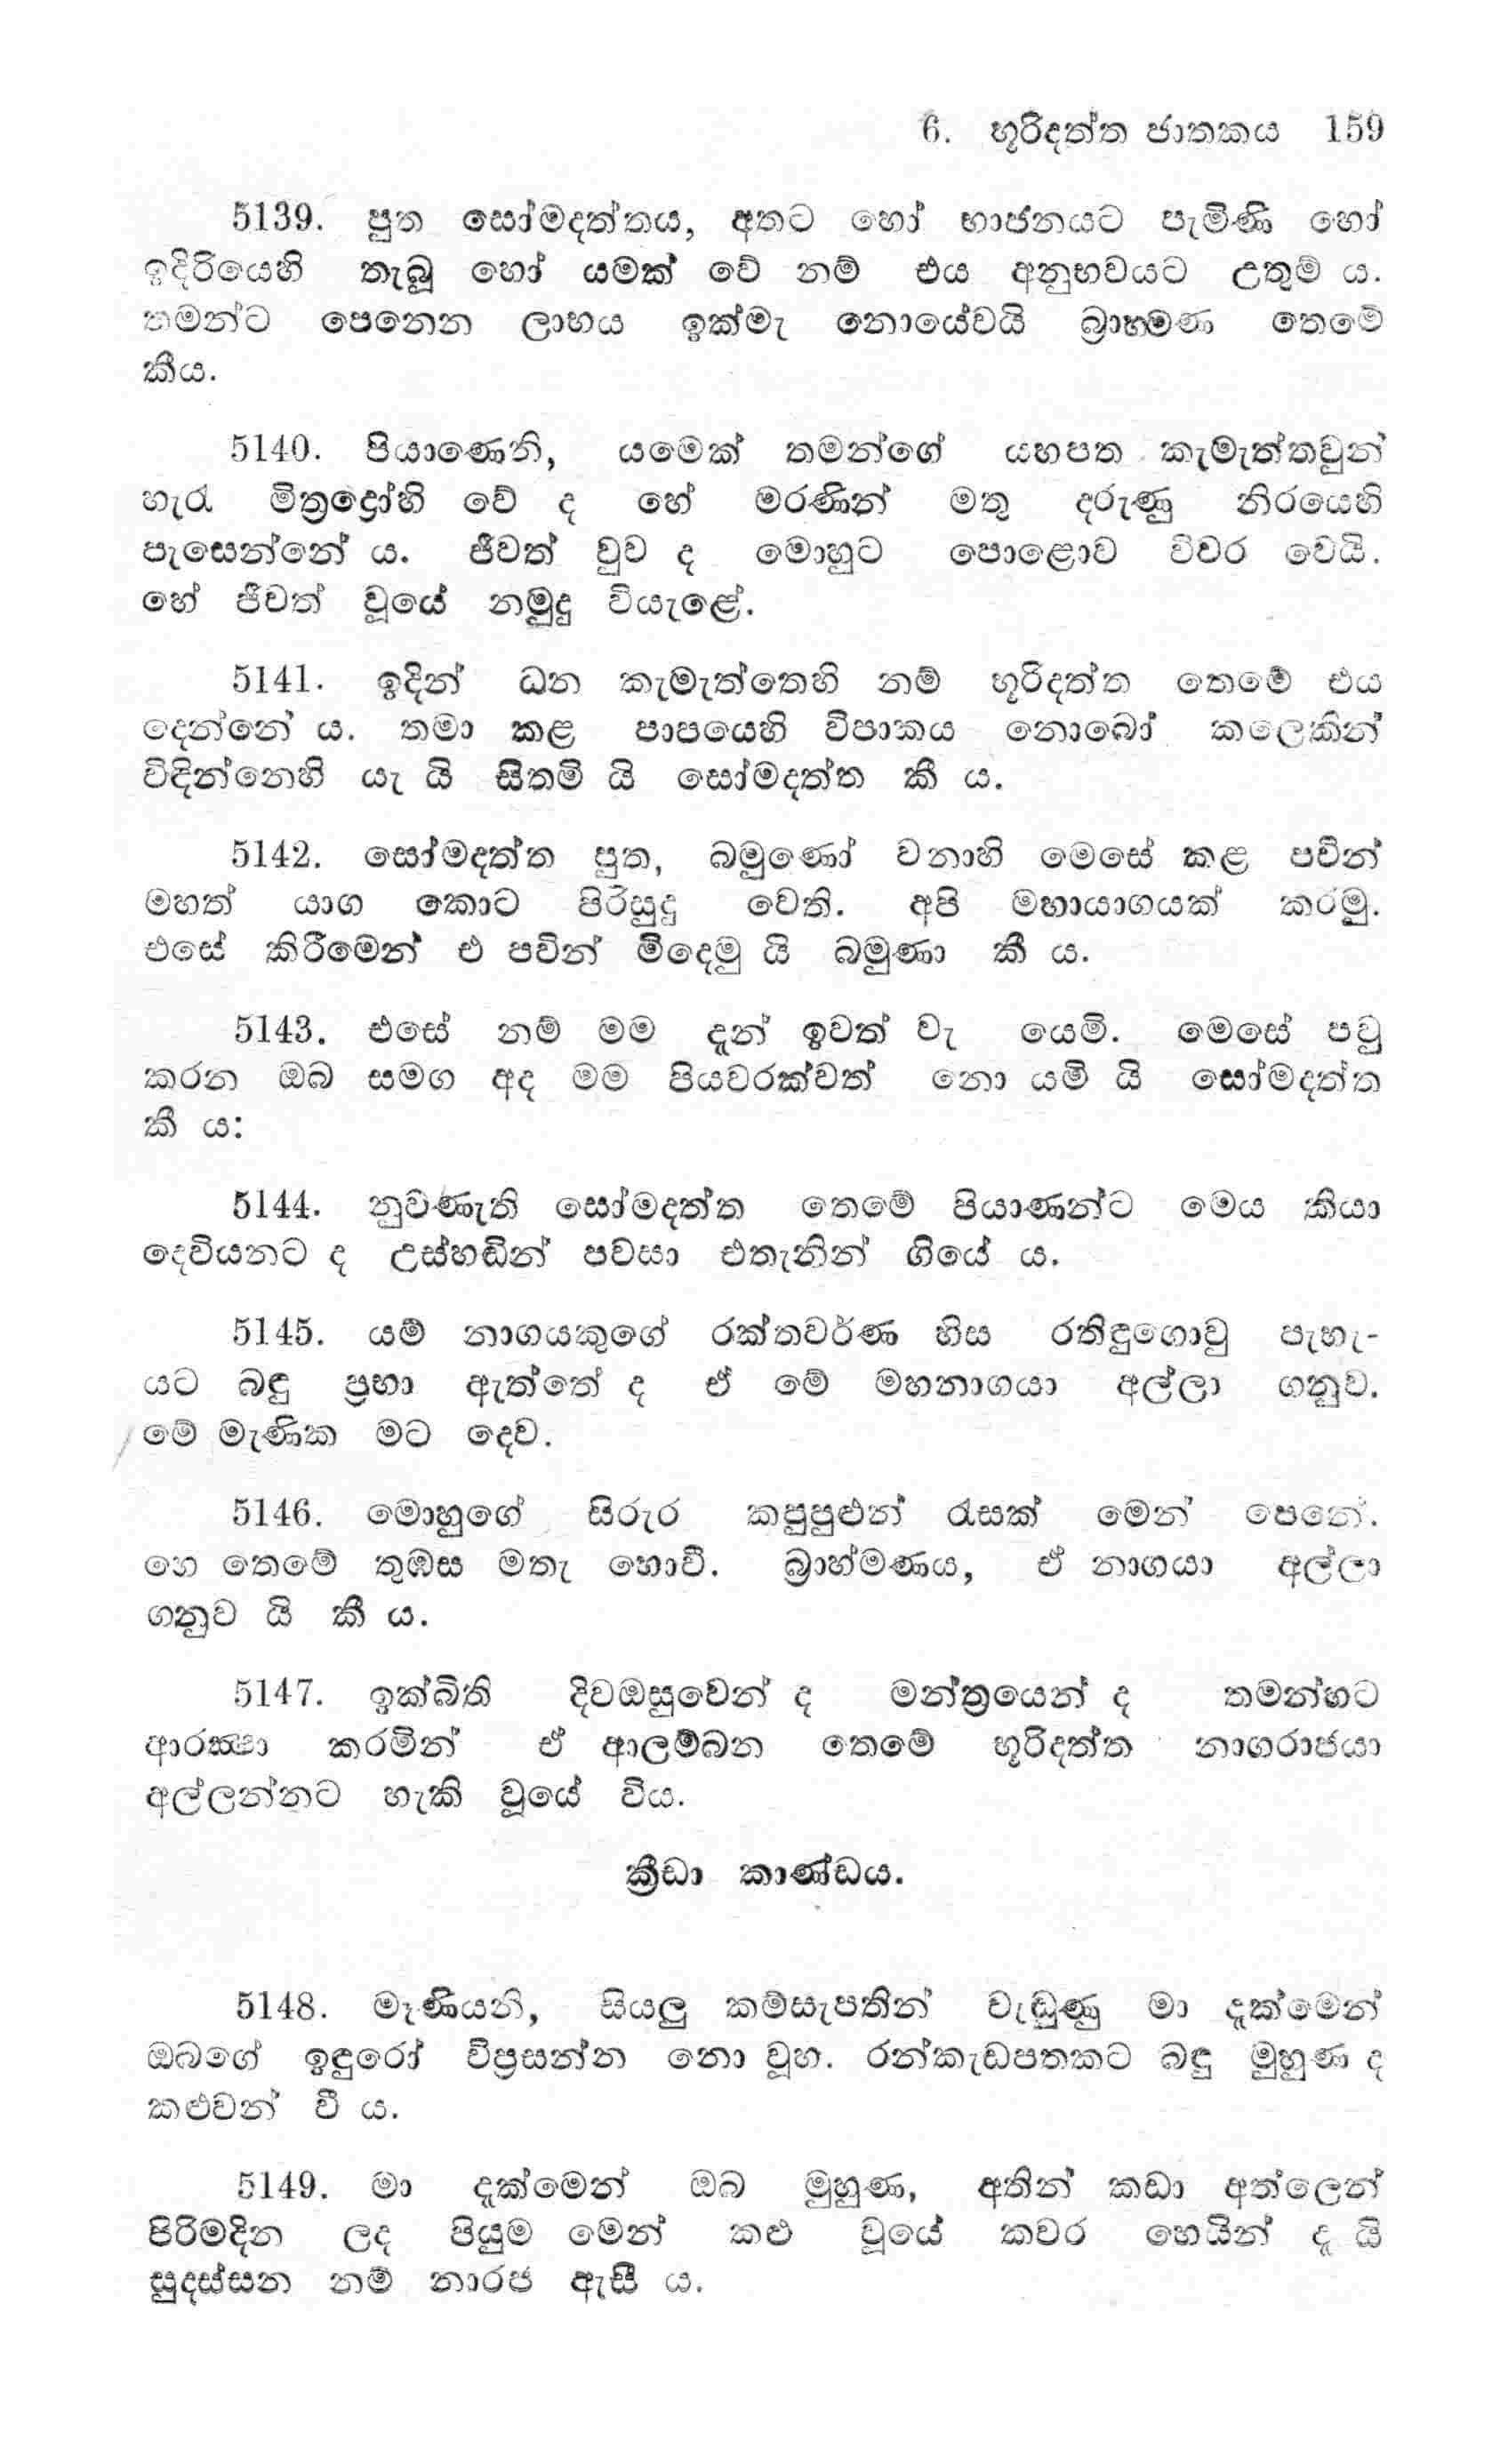 6. භූරිදත්ත ජාතකය 159
5139. පුත සෝමදත්තය, අතට හෝ භාජනයට පැමිණි හෝ
ඉදිරියෙහි තැබූ හෝ යමක් වේ නම් එය අනුභවයට උතුම් ය.
තමන්ට පෙනෙන ලාභය ඉක්මැ නොයේවයි බ්‍රාහමණ තෙමේ
කීය.
5140. පියාණෙනි, යමෙක් තමන්ගේ යහපත කැමැත්තවුන්
හැරැ මිත්‍රද්‍රෝහි වේ ද හේ මරණින් මතු දරුණු නිරයෙහි
පැසෙන්නේ ය. ජීවත් වුව ද මොහුට පොළොව විවර වෙයි.
හේ ජීවත් වූයේ නමුදු වියැළේ.
5141. ඉදින් ධන කැමැත්තෙහි නම් භූරිදත්ත තෙමේ එය
දෙන්නේ ය. තමා කළ පාපයෙහි විපාකය නොබෝ කලෙකින්
විඳින්නෙහි යැ යි සිතමි යි සෝමදත්ත කී ය.
5142. සෝමදත්ත පුත, බමුණෝ වනාහි මෙසේ කළ පවින්
මහත් යාග කොට පිරිසුදු වෙති. අපි මහායාගයක් කරමු.
එසේ කිරීමෙන් එ පවින් මිදෙමු යි බමුණා කී ය.
5143. එසේ නම් මම දැන් ඉවත් වැ යෙමි. මෙසේ පවු
කරන ඔබ සමග අද මම පියවරක්වත් නො යමි යි සෝමදත්ත
කී ය:
5144. නුවණැති සෝමදත්ත තෙමේ පියාණන්ට මෙය කියා
දෙවියනට ද උස්හඬින් පවසා එතැනින් ගියේ ය.
5145. යම් නාගයකුගේ රක්තවර්ණ හිස රතිඳුගොවු පැහැ-
යට බඳු ප්‍රභා ඇත්තේ ද ඒ මේ මහනාගයා අල්ලා ගනුව.
මේ මැණික මට දෙව.
5146. මොහුගේ සිරුර කපුපුළුන් රැසක් මෙන් පෙනේ.
හෙ තෙමේ තුඹස මතැ හොවී. බ්‍රාහ්මණය, ඒ නාගයා අල්ලා
ගනුව යි කී ය.
5147. ඉක්බිති දිවඔසුවෙන් ද මන්ත්‍රයෙන් ද තමන්හට
ආරක්‍ෂා කරමින් ඒ ආලම්බන තෙමේ භූරිදත්ත නාගරාජයා
අල්ලන්නට හැකි වූයේ විය.
ක්‍රීඩා කාණ්ඩය.
5148. මෑණියනි, සියලු කම්සැපතින් වැඩුණු මා දැක්මෙන්
ඔබගේ ඉඳුරෝ විප්‍රසන්න නො වූහ. රන්කැඩපතකට බඳු මුහුණ ද
කළුවන් වී ය.
5149. මා දැක්මෙන් ඔබ මුහුණ, අතින් කඩා අත්ලෙන්
පිරිමදින ලද පියුම මෙන් කළු වූයේ කවර හෙයින් දැ යි
සුදස්සන නම් නාරජ ඇසී ය.